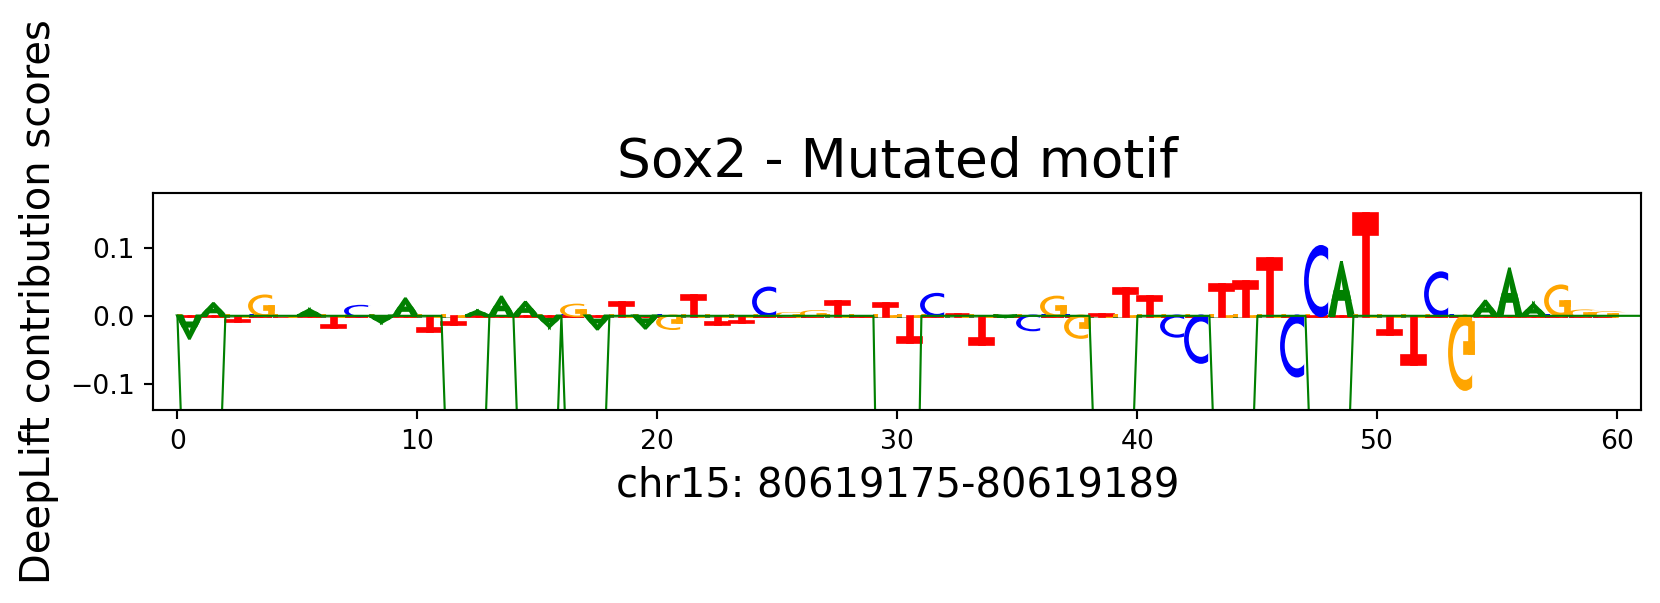 Sox2 - Mutated motif
DeepLift contribution scores
0.1
0.0
−0.1
0 10 20 30 40 50 60
chr15: 80619175-80619189